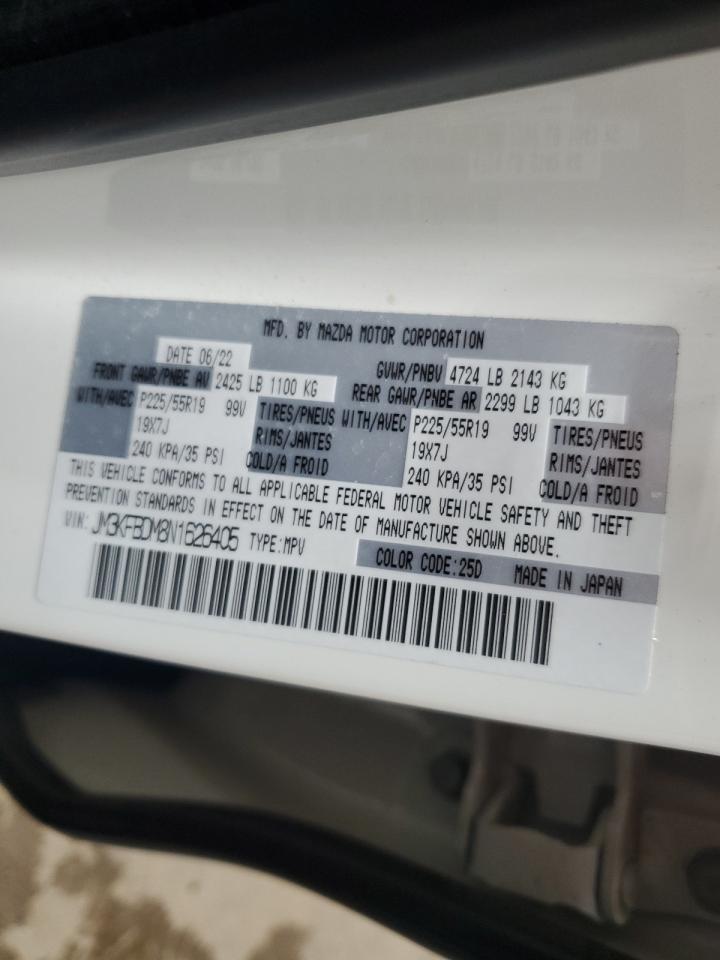 MFD. BY MAZDA MOTOR CORPORATION
DATE 06/22 GVWR/PNBV 4724 LB 2143 KG
FRONT GAWR/PNBE AV 2425 LB 1100 KG REAR GAWR/PNBE AR 2299 LB 1043 KG
WITH/AVEC P225/55R19 99V TIRES/PNEUS WITH/AVEC P225/55R19 99V TIRES/PNEUS
19X7J RIMS/JANTES 19X7J RIMS/JANTES
240 KPA/35 PSI COLD/A FROID 240 KPA/35 PSI COLD/A FROID
THIS VEHICLE CONFORMS TO ALL APPLICABLE FEDERAL MOTOR VEHICLE SAFETY AND THEFT
PREVENTION STANDARDS IN EFFECT ON THE DATE OF MANUFACTURE SHOWN ABOVE.
VIN: JM3KFBDM8N1626405 TYPE:MPV COLOR CODE:25D MADE IN JAPAN